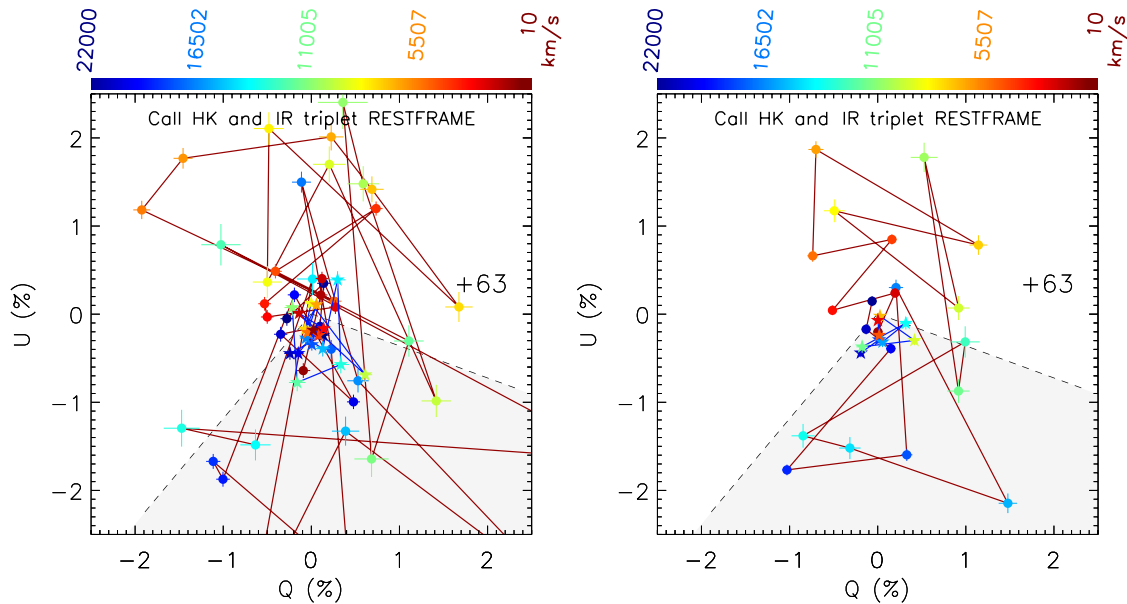 22000 16502 11005 5507 10 km/s
CaII HK and IR triplet RESTFRAME
2
1
0
−1
−2
U (%)
+63
−2 −1 0 1 2
Q (%)
22000 16502 11005 5507 10 km/s
CaII HK and IR triplet RESTFRAME
2
1
0
−1
−2
U (%)
+63
−2 −1 0 1 2
Q (%)